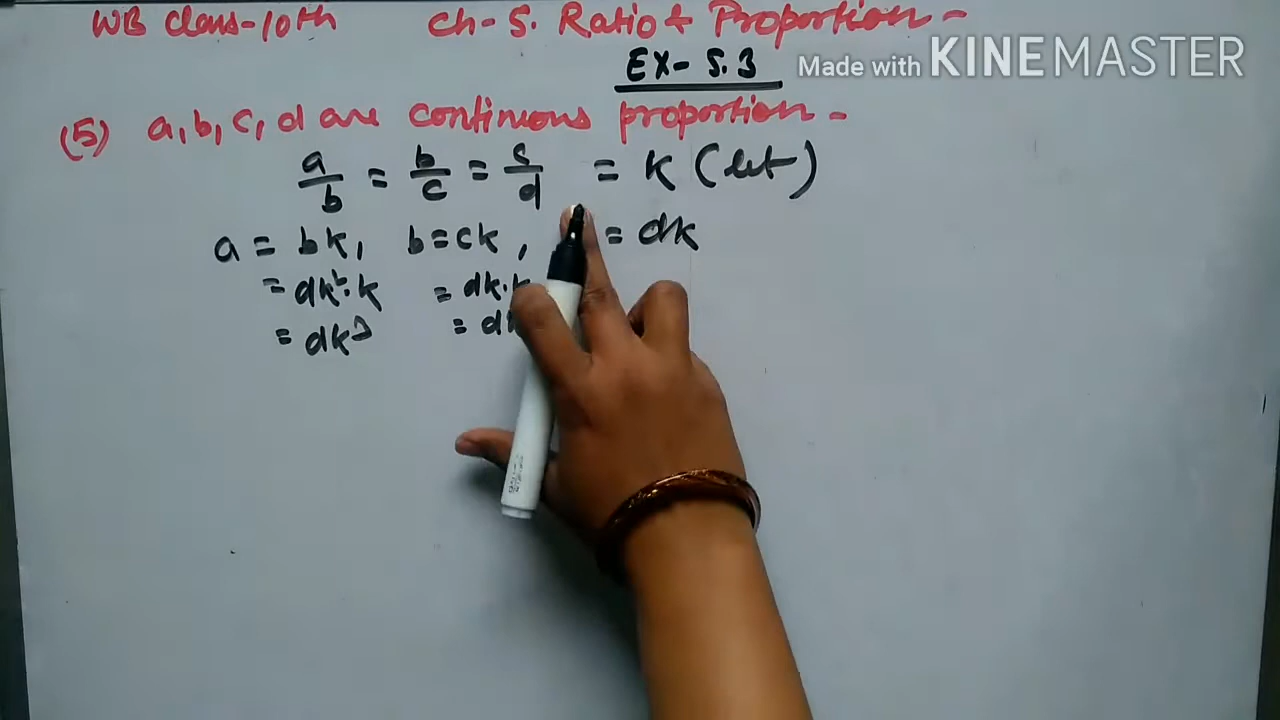 WB Class-10th Ch-5. Ratio & Proportion-
EX- 5.3
Made with KINEMASTER
(5) a, b, c, d are continuous proportion-
a/b = b/c = c/d = K (let)
a = bk, b = ck, = dk
= dk²·k = dk·k
= dk³ = d